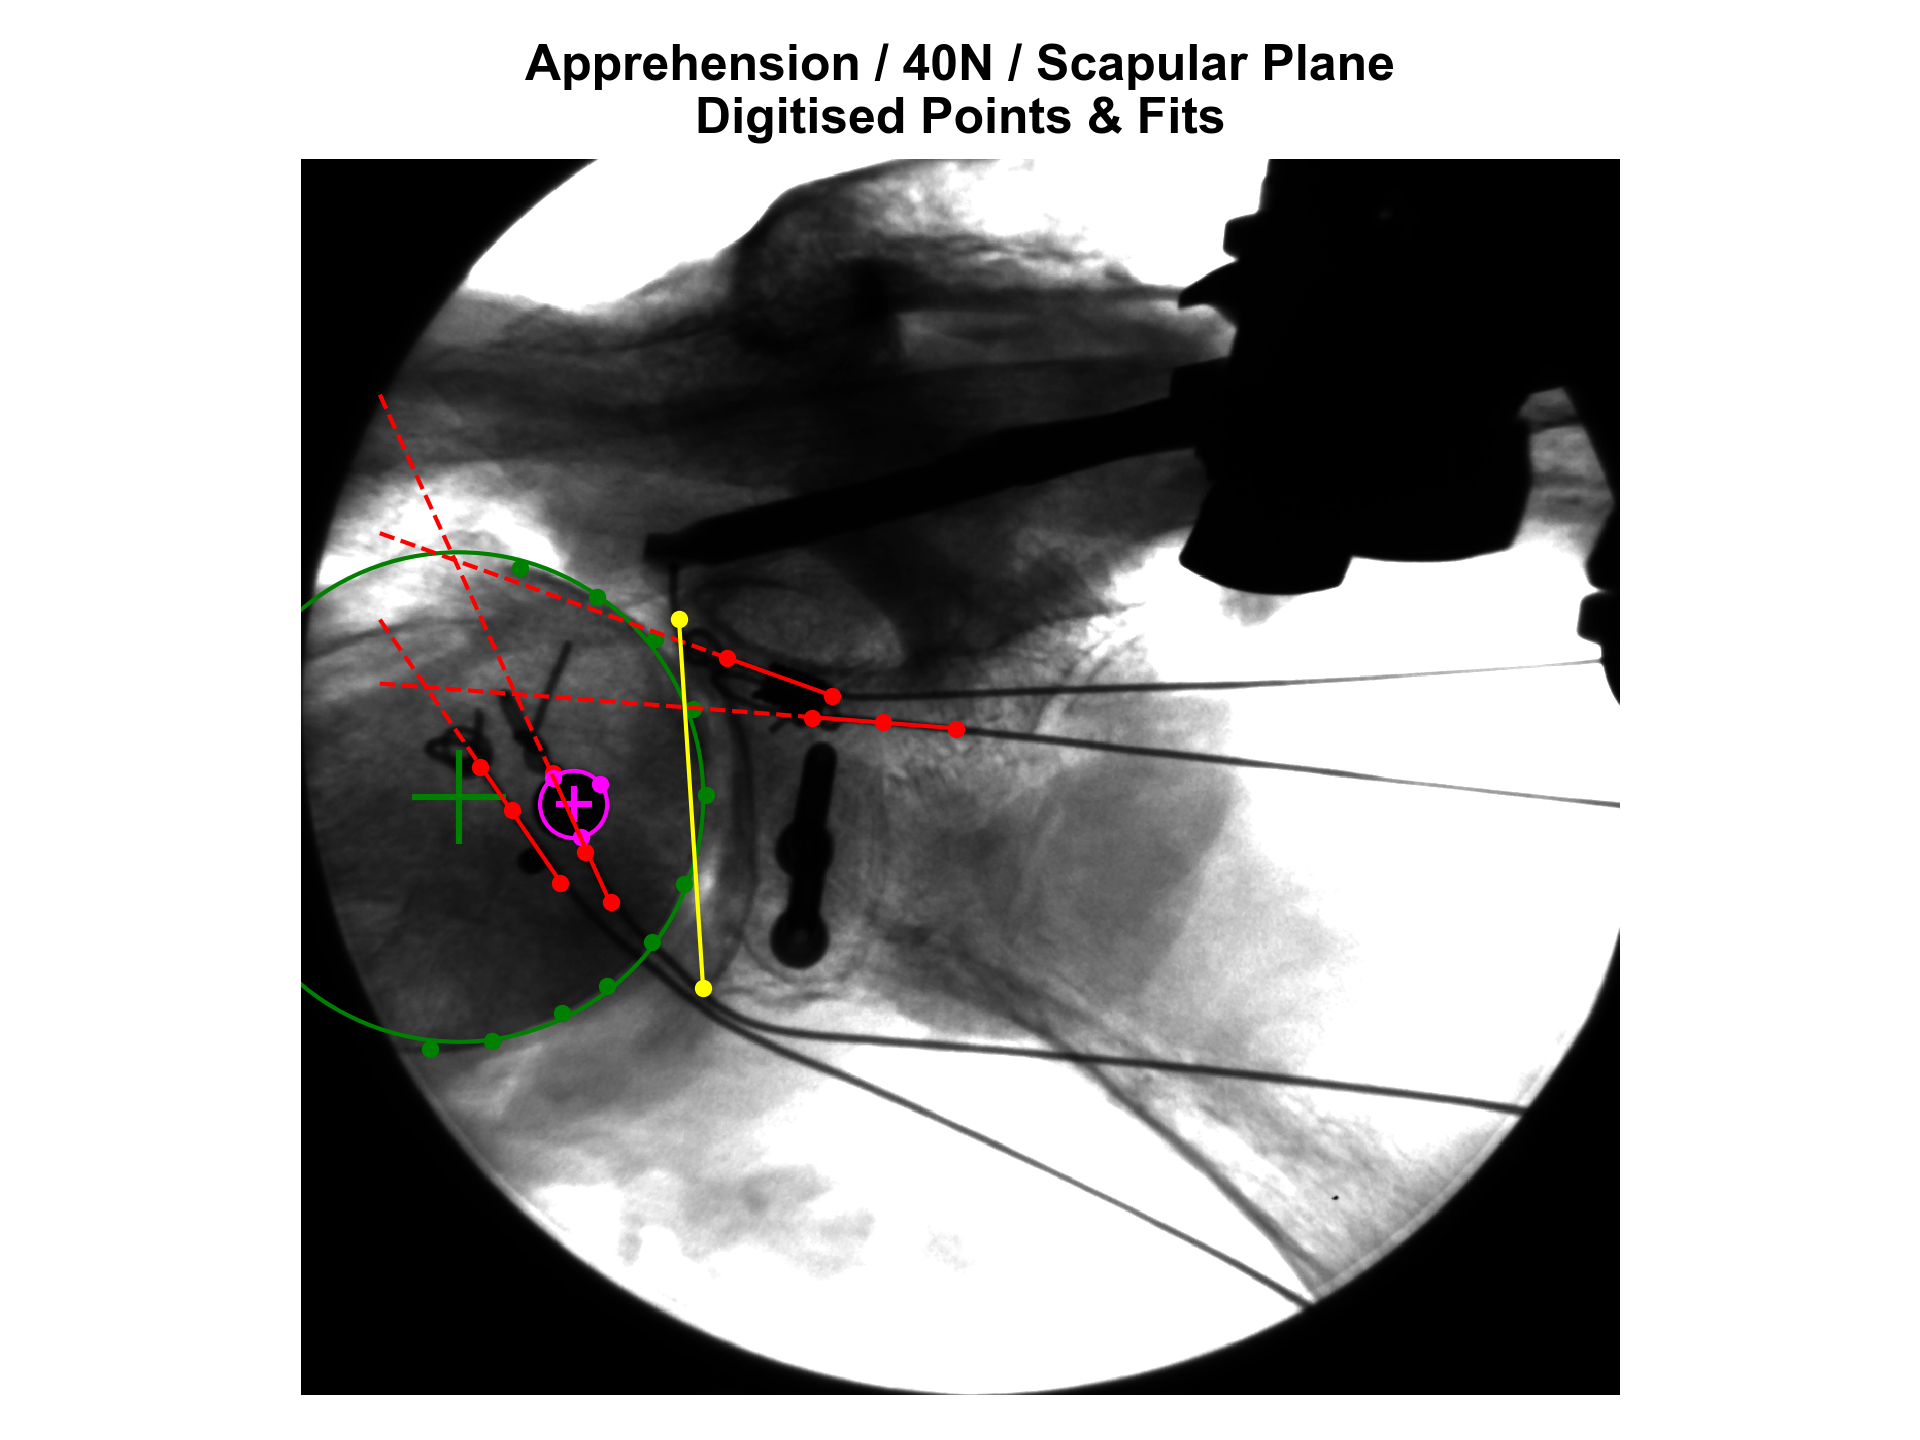 Apprehension / 40N / Scapular Plane
Digitised Points & Fits